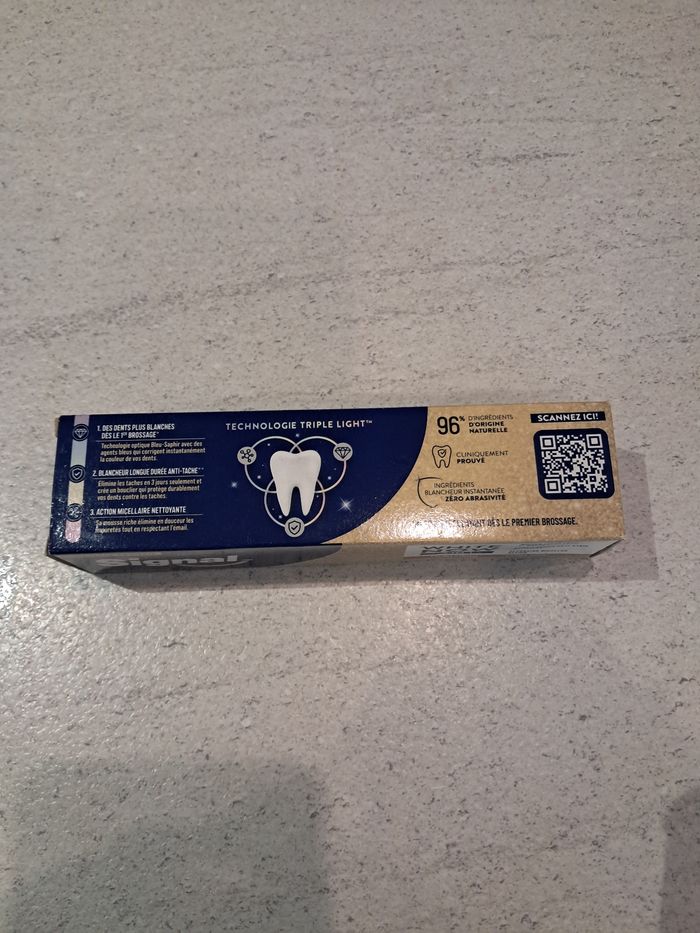 1. DES DENTS PLUS BLANCHES
DÈS LE 1ER BROSSAGE*
Technologie optique Bleu-Saphir avec des
agents bleus qui corrigent instantanément
la couleur de vos dents.
2. BLANCHEUR LONGUE DURÉE ANTI-TACHE**
Élimine les taches en 3 jours seulement et
crée un bouclier qui protège durablement
vos dents contre les taches.
3. ACTION MICELLAIRE NETTOYANTE
Sa mousse riche élimine en douceur les
impuretés tout en respectant l'émail.
TECHNOLOGIE TRIPLE LIGHT™
96% D'INGRÉDIENTS
D'ORIGINE
NATURELLE
CLINIQUEMENT
PROUVÉ
INGRÉDIENTS
BLANCHEUR INSTANTANÉE
ZÉRO ABRASIVITÉ
SCANNEZ ICI!
DÈS LE PREMIER BROSSAGE.
Signal
WHITE